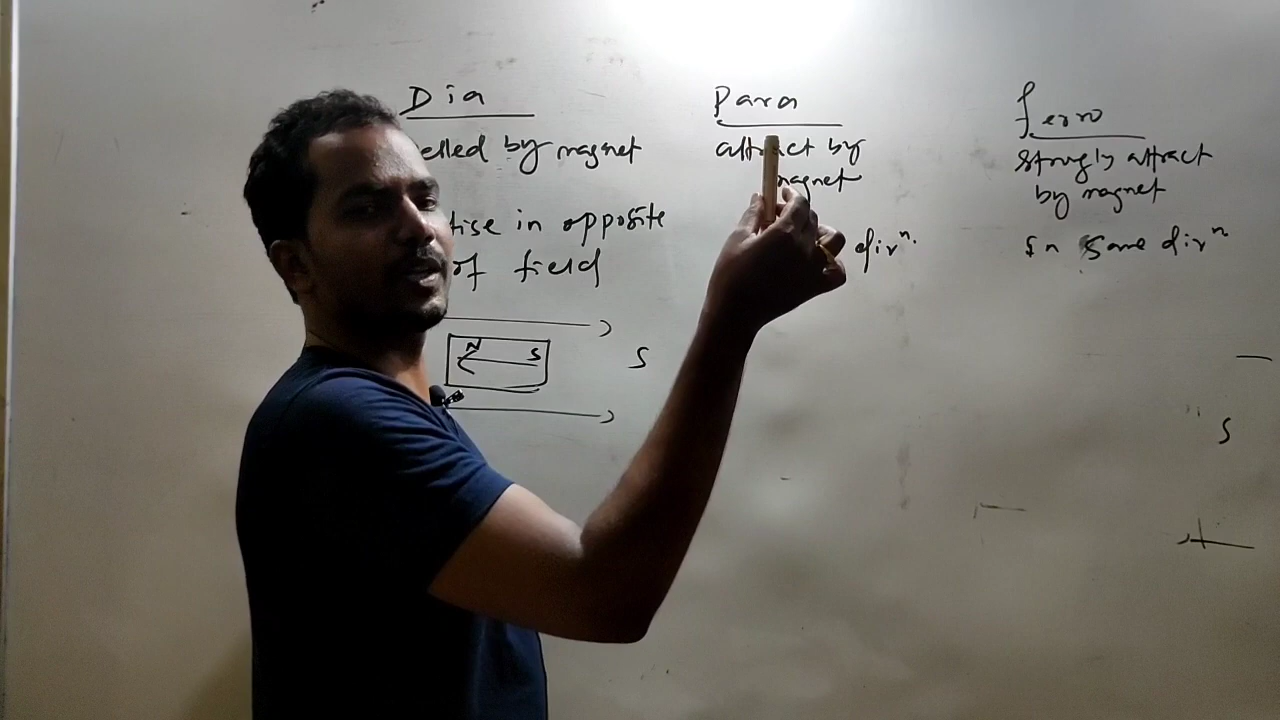 Dia
elled by magnet
tise in opposite
of field
N S
S
Para
attract by
magnet
dirⁿ.
ferro
strongly attract
by magnet
in same dirⁿ
S